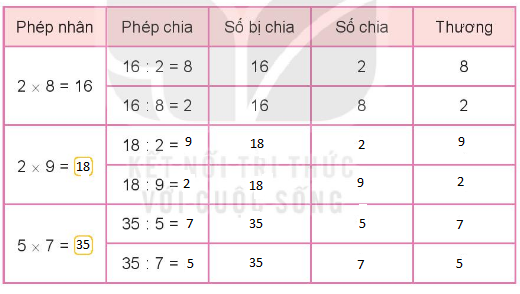 Phép nhân Phép chia Số bị chia Số chia Thương
2 × 8 = 16
16 : 2 = 8 16 2 8
16 : 8 = 2 16 8 2
2 × 9 = 18
18 : 2 = 9 18 2 9
18 : 9 = 2 18 9 2
5 × 7 = 35
35 : 5 = 7 35 5 7
35 : 7 = 5 35 7 5
KẾT NỐI TRI THỨC
VỚI CUỘC SỐNG